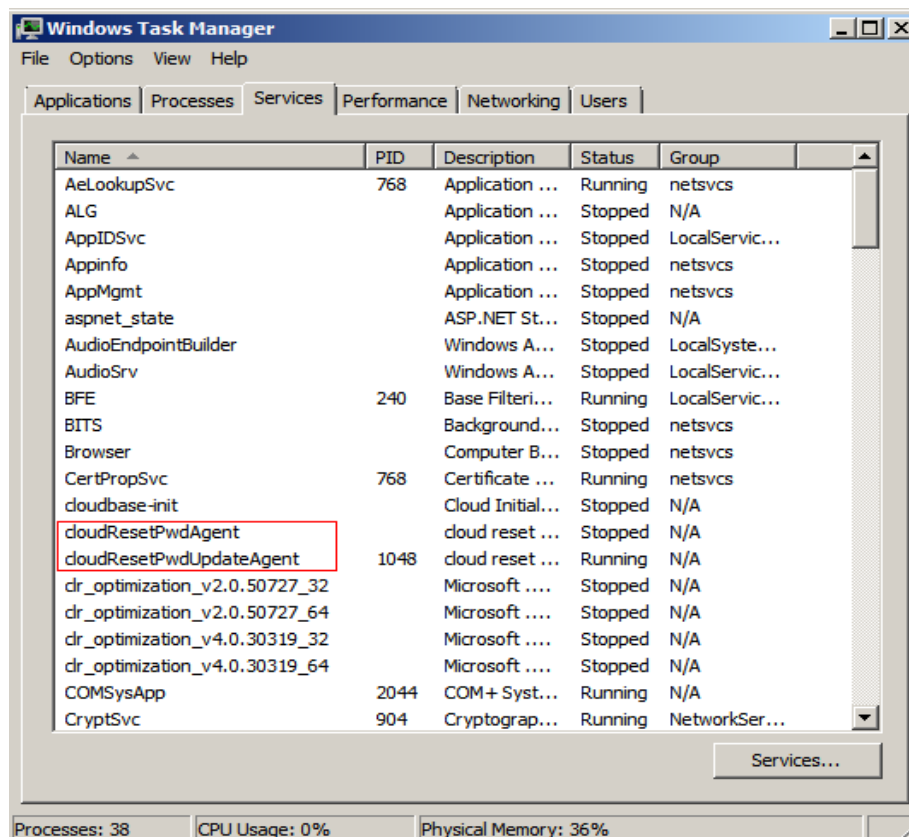 Windows Task Manager
File Options View Help
Applications Processes Services Performance Networking Users
Name PID Description Status Group
AeLookupSvc 768 Application ... Running netsvcs
ALG Application ... Stopped N/A
AppIDSvc Application ... Stopped LocalServic...
Appinfo Application ... Stopped netsvcs
AppMgmt Application ... Stopped netsvcs
aspnet_state ASP.NET St... Stopped N/A
AudioEndpointBuilder Windows A... Stopped LocalSyste...
AudioSrv Windows A... Stopped LocalServic...
BFE 240 Base Filteri... Running LocalServic...
BITS Background... Stopped netsvcs
Browser Computer B... Stopped netsvcs
CertPropSvc 768 Certificate ... Running netsvcs
cloudbase-init Cloud Initial... Stopped N/A
cloudResetPwdAgent cloud reset ... Stopped N/A
cloudResetPwdUpdateAgent 1048 cloud reset ... Running N/A
clr_optimization_v2.0.50727_32 Microsoft .... Stopped N/A
clr_optimization_v2.0.50727_64 Microsoft .... Stopped N/A
clr_optimization_v4.0.30319_32 Microsoft .... Stopped N/A
clr_optimization_v4.0.30319_64 Microsoft .... Stopped N/A
COMSysApp 2044 COM+ Syst... Running N/A
CryptSvc 904 Cryptograp... Running NetworkSer...
Services...
Processes: 38 CPU Usage: 0% Physical Memory: 36%